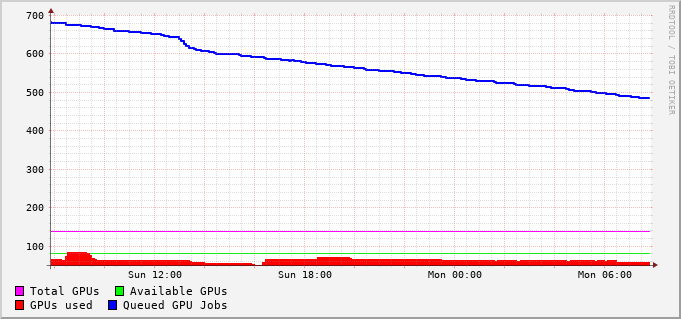 700
600
500
400
300
200
100
Sun 12:00 Sun 18:00 Mon 00:00 Mon 06:00
Total GPUs Available GPUs
GPUs used Queued GPU Jobs
RRDTOOL / TOBI OETIKER